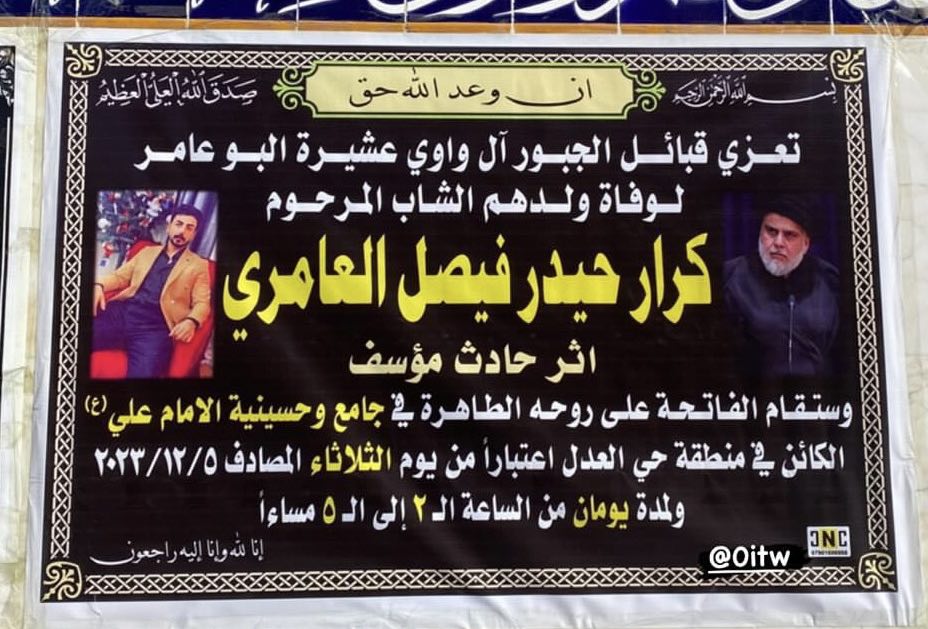 بسم الله الرحمن الرحيم
ان وعد الله حق
صدق الله العلي العظيم
تعزي قبائل الجبور آل واوي عشيرة البو عامر
لوفاة ولدهم الشاب المرحوم
كرار حيدر فيصل العامري
اثر حادث مؤسف
وستقام الفاتحة على روحه الطاهرة في جامع وحسينية الامام علي (ع)
الكائن في منطقة حي العدل اعتباراً من يوم الثلاثاء المصادف ٢٠٢٣/١٢/٥
ولمدة يومان من الساعة الـ ٢ إلى الـ ٥ مساءاً
انا لله وانا إليه راجعون
@0itw
CNC